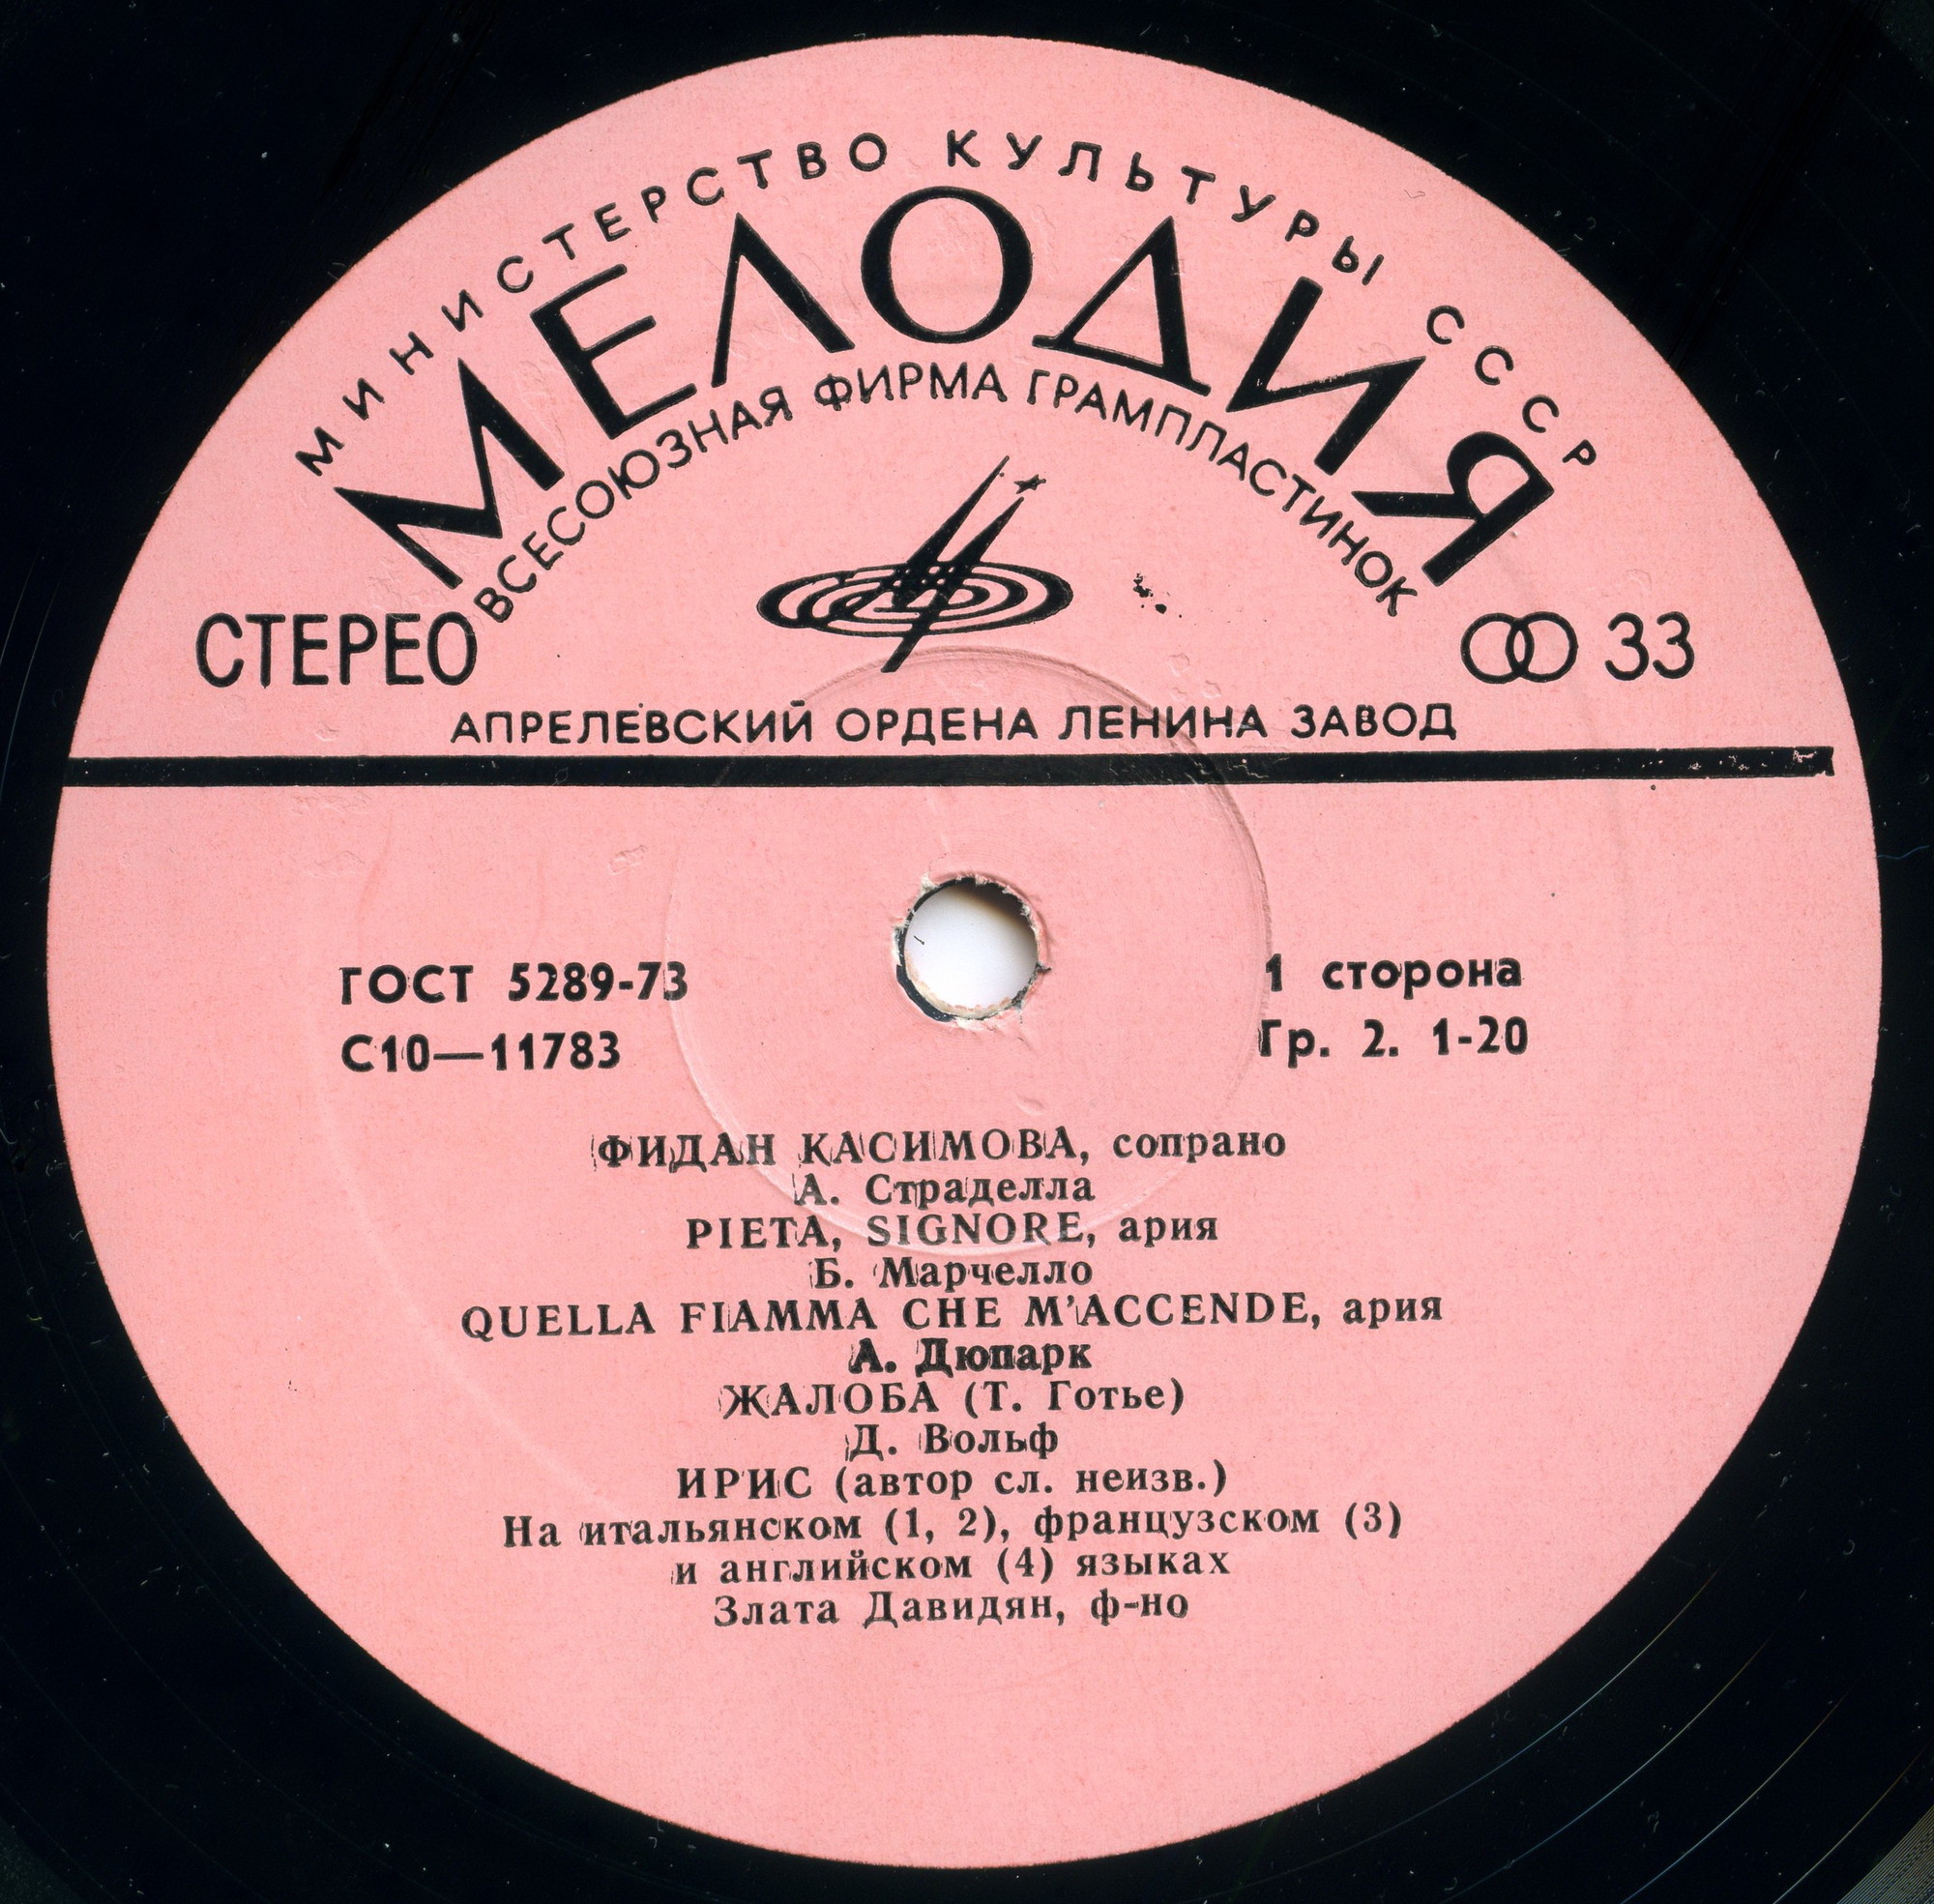 МИНИСТЕРСТВО КУЛЬТУРЫ СССР
МЕЛОДИЯ
ВСЕСОЮЗНАЯ ФИРМА ГРАМПЛАСТИНОК
СТЕРЕО
33
АПРЕЛЕВСКИЙ ОРДЕНА ЛЕНИНА ЗАВОД
ГОСТ 5289-73
С10—11783
1 сторона
Гр. 2. 1-20
ФИДАН КАСИМОВА, сопрано
А. Страделла
PIETA, SIGNORE, ария
Б. Марчелло
QUELLA FIAMMA CHE M'ACCENDE, ария
А. Дюпарк
ЖАЛОБА (Т. Готье)
Д. Вольф
ИРИС (автор сл. неизв.)
На итальянском (1, 2), французском (3)
и английском (4) языках
Злата Давидян, ф-но